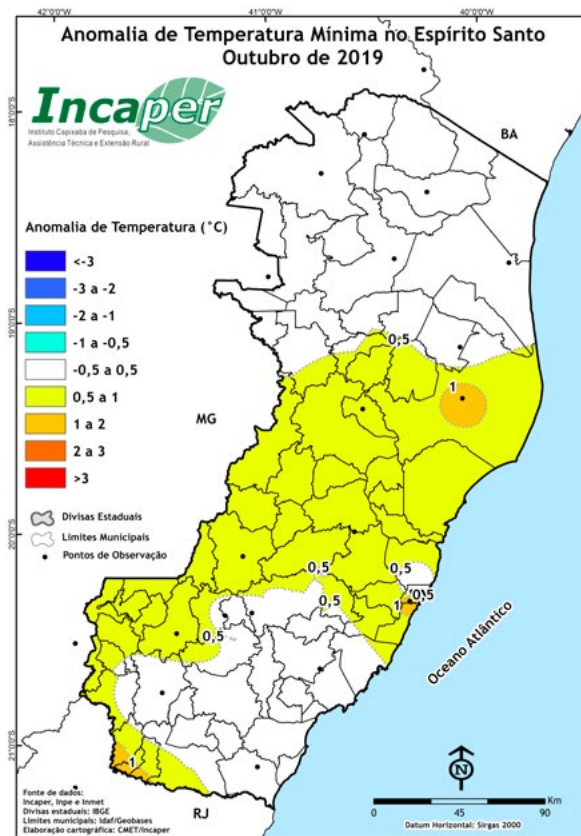 42°0'0"O
41°0'0"O
40°0'0"O
Anomalia de Temperatura Mínima no Espírito Santo
Outubro de 2019
Incaper
Instituto Capixaba de Pesquisa,
Assistência Técnica e Extensão Rural
18°0'0"S
BA
Anomalia de Temperatura (°C)
<-3
-3 a -2
-2 a -1
-1 a -0,5
-0,5 a 0,5
0,5 a 1
1 a 2
2 a 3
>3
19°0'0"S
0,5
1
MG
Divisas Estaduais
Limites Municipais
Pontos de Observação
20°0'0"S
0,5
0,5
0,5
1
0,5
Oceano Atlântico
21°0'0"S
1
N
Fonte de dados:
Incaper, Inpe e Inmet
Divisas estaduais: IBGE
Limites municipais: Idaf/Geobases
Elaboração cartográfica: CMET/Incaper
RJ
Km
0 45 90
Datum Horizontal: Sirgas 2000